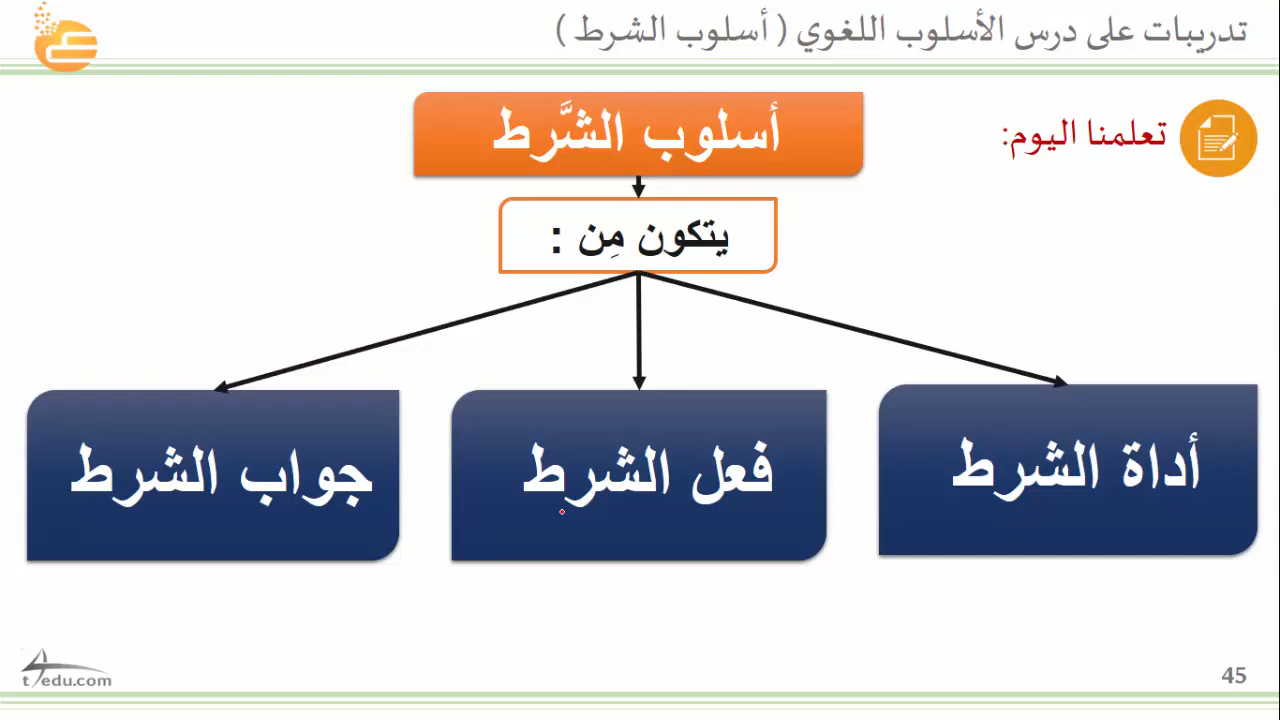 تدريبات على درس الأسلوب اللغوي ( أسلوب الشرط )
تعلمنا اليوم:
أسلوب الشَّرط
يتكون مِن :
أداة الشرط
فعل الشرط
جواب الشرط
t4edu.com
45